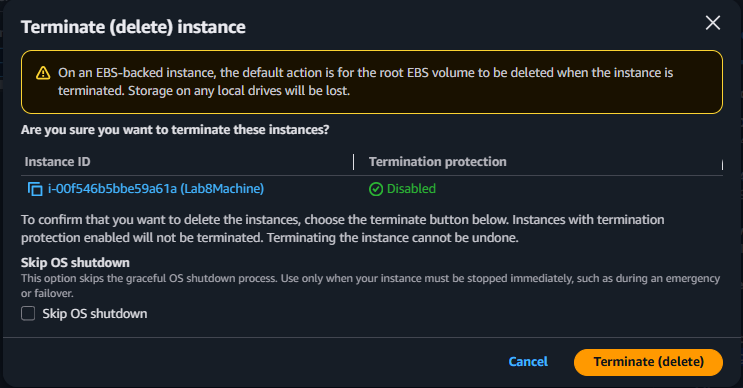 Terminate (delete) instance
On an EBS-backed instance, the default action is for the root EBS volume to be deleted when the instance is
terminated. Storage on any local drives will be lost.
Are you sure you want to terminate these instances?
Instance ID Termination protection
i-00f546b5bbe59a61a (Lab8Machine) Disabled
To confirm that you want to delete the instances, choose the terminate button below. Instances with termination
protection enabled will not be terminated. Terminating the instance cannot be undone.
Skip OS shutdown
This option skips the graceful OS shutdown process. Use only when your instance must be stopped immediately, such as during an emergency
or failover.
Skip OS shutdown
Cancel Terminate (delete)